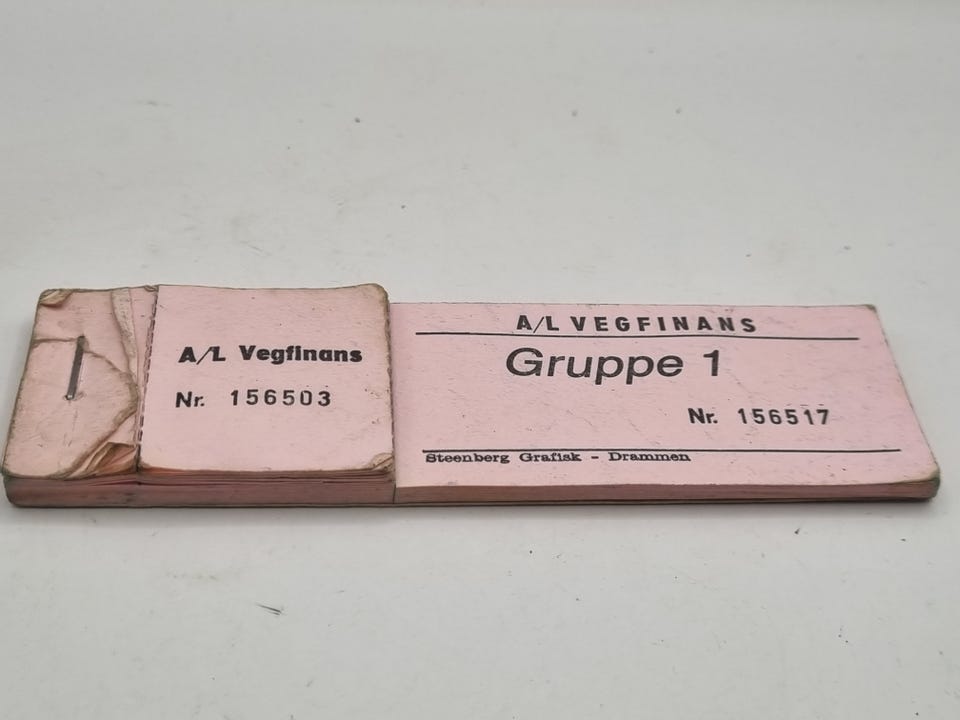 A/L Vegfinans
Nr. 156503
A/L VEGFINANS
Gruppe 1
Nr. 156517
Steenberg Grafisk - Drammen